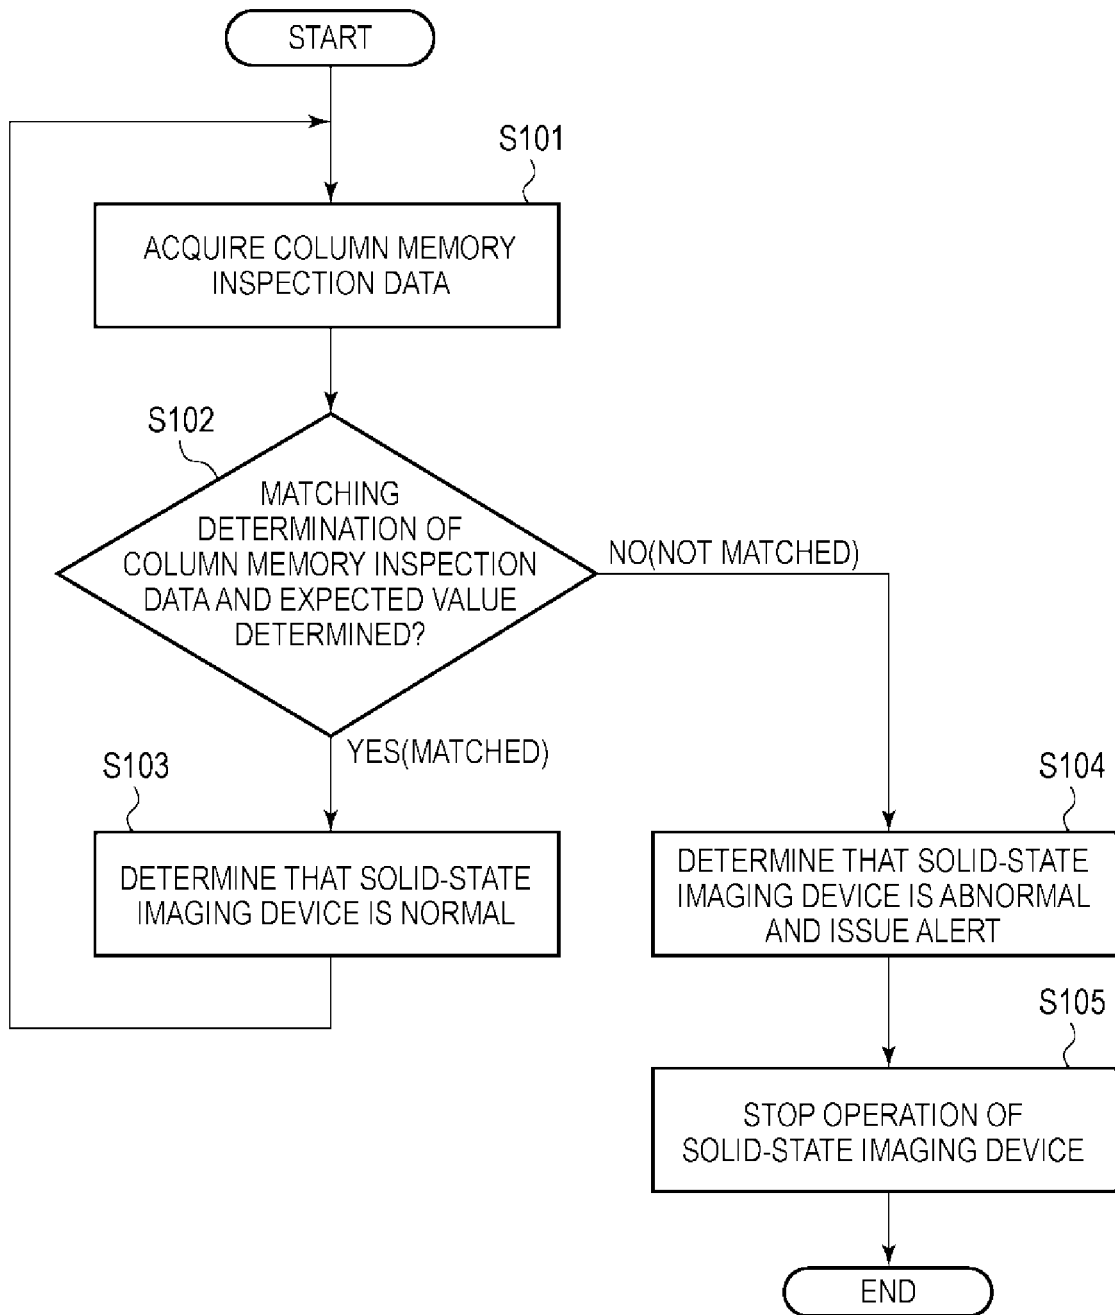 START
S101
ACQUIRE COLUMN MEMORY
INSPECTION DATA
S102
MATCHING
DETERMINATION OF
COLUMN MEMORY INSPECTION
DATA AND EXPECTED VALUE
DETERMINED?
NO(NOT MATCHED)
YES(MATCHED)
S103
DETERMINE THAT SOLID-STATE
IMAGING DEVICE IS NORMAL
S104
DETERMINE THAT SOLID-STATE
IMAGING DEVICE IS ABNORMAL
AND ISSUE ALERT
S105
STOP OPERATION OF
SOLID-STATE IMAGING DEVICE
END